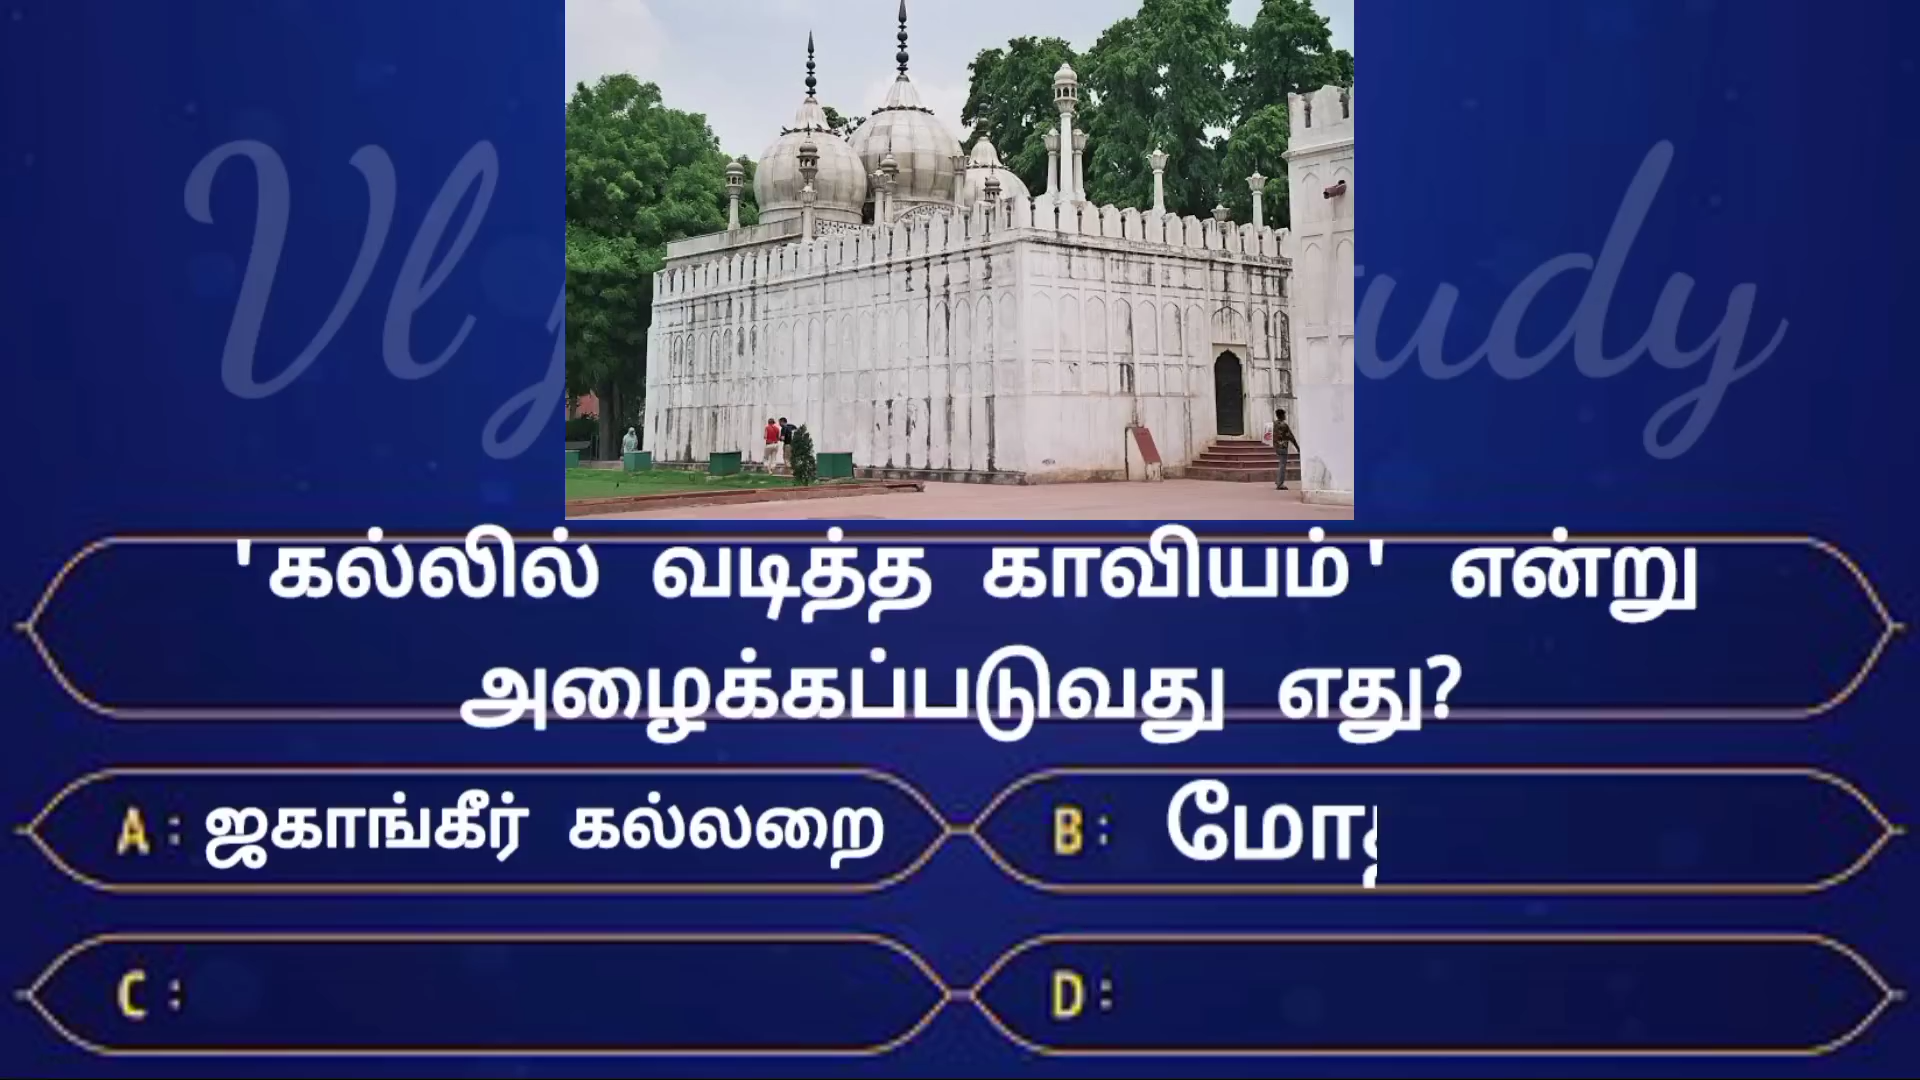 'கல்லில் வடித்த காவியம்' என்று
அழைக்கப்படுவது எது?
A: ஜகாங்கீர் கல்லறை
B:
C:
D: